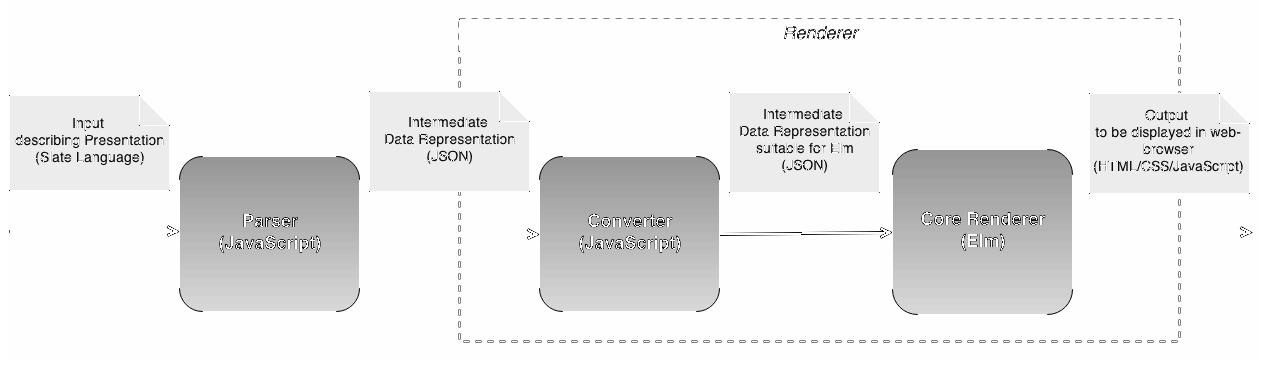 Renderer
Input
describing Presentation
(Slate Language)
Parser
(JavaScript)
Intermediate
Data Representation
(JSON)
Converter
(JavaScript)
Intermediate
Data Representation
suitable for Elm
(JSON)
Core Renderer
(Elm)
Output
to be displayed in web-
browser
(HTML/CSS/JavaScript)